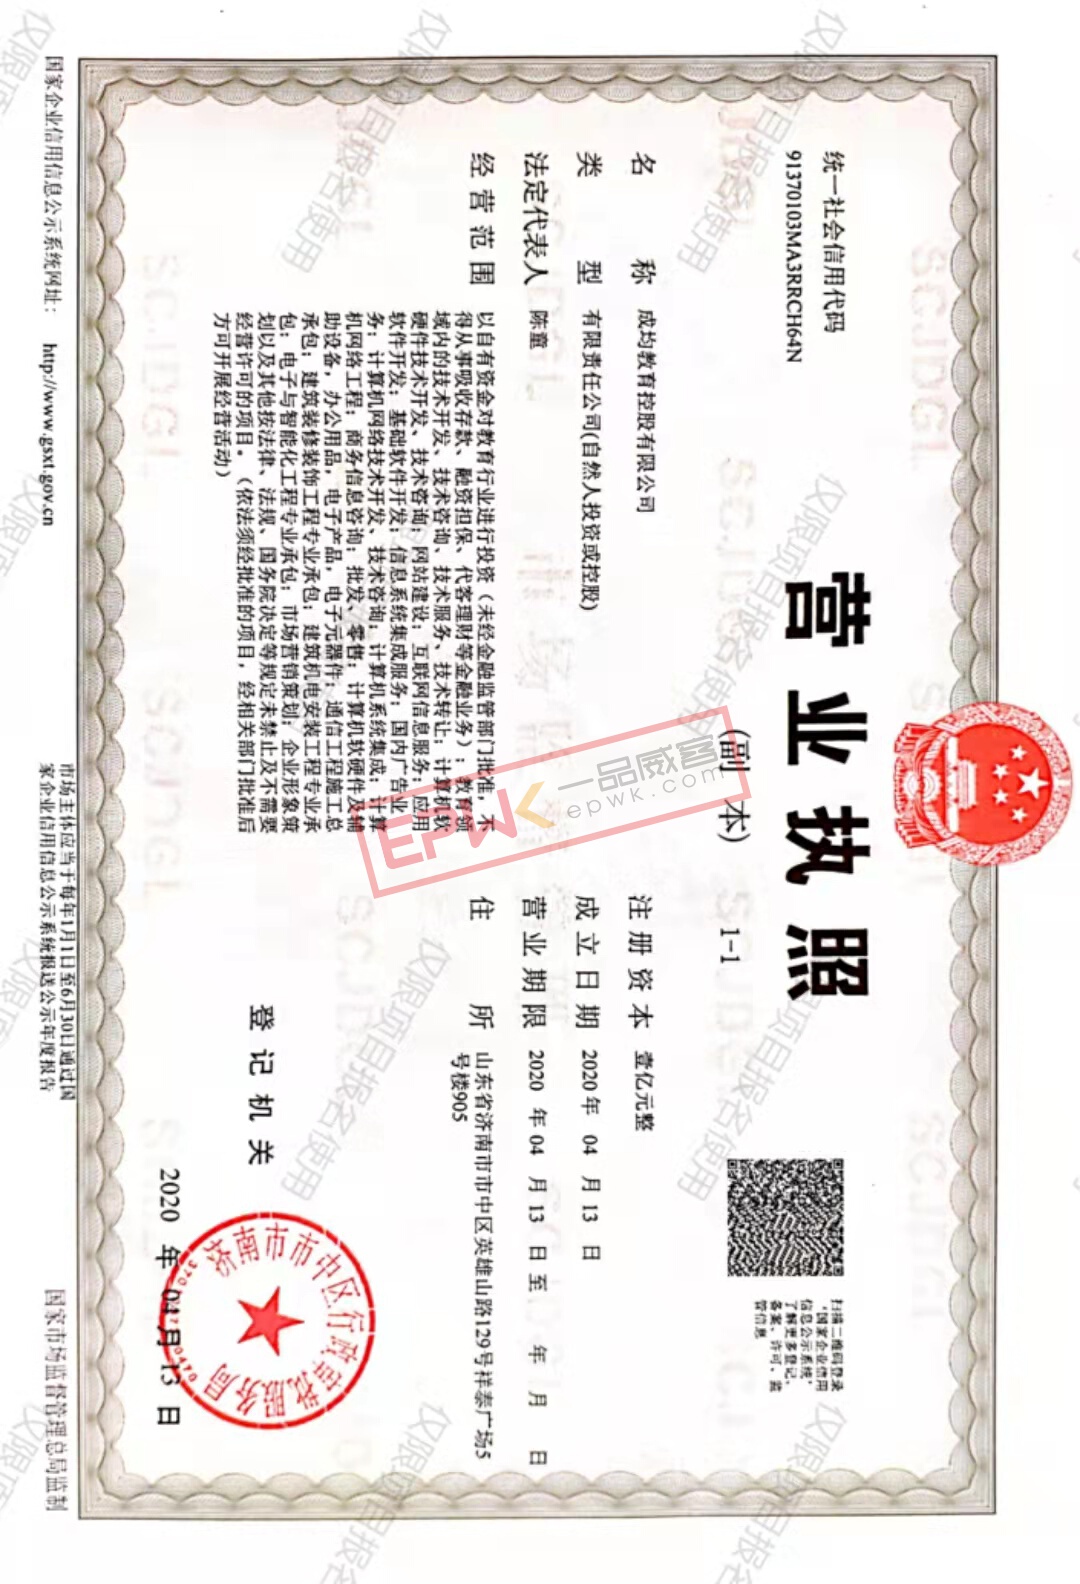 统一社会信用代码
91370103MA3RRCH64N
营业执照
(副 本)
1-1
扫描二维码登录
"国家企业信用
信息公示系统"
了解更多登记、
备案、许可、监
管信息
名 称 成均教育控股有限公司
类 型 有限责任公司(自然人投资或控股)
法定代表人 陈童
经营范围 以自有资金对教育行业进行投资（未经金融监管部门批准，不
得从事吸收存款、融资担保、代客理财等金融业务）；教育领
域内的技术开发、技术咨询、技术服务、技术转让；计算机软
硬件技术开发、技术咨询；网站建设；互联网信息服务；应用
软件开发；基础软件开发；信息系统集成服务；国内广告业
务；计算机网络技术开发、技术咨询；计算机系统集成；计算
机网络工程；商务信息咨询；批发、零售：计算机软硬件及辅
助设备，办公用品，电子产品，电子元器件；通信工程施工总
承包；建筑装修装饰工程专业承包；建筑机电安装工程专业承
包；电子与智能化工程专业承包；市场营销策划；企业形象策
划以及其他按法律、法规、国务院决定等规定未禁止及不需要
经营许可的项目。（依法须经批准的项目，经相关部门批准后
方可开展经营活动）
注册资本 壹亿元整
成立日期 2020年 04 月 13 日
营业期限 2020 年 04 月 13 日至 年 月 日
住 所 山东省济南市市中区英雄山路129号祥泰广场5
号楼905
登记机关
济南市市中区行政审批服务局
2020 年 04月13 日
EPWK 一品威客
epwk.com
仅限项目报名使用
国家企业信用信息公示系统网址： http://www.gsxt.gov.cn
市场主体应当于每年1月1日至6月30日通过国
家企业信用信息公示系统报送公示年度报告
国家市场监督管理总局监制